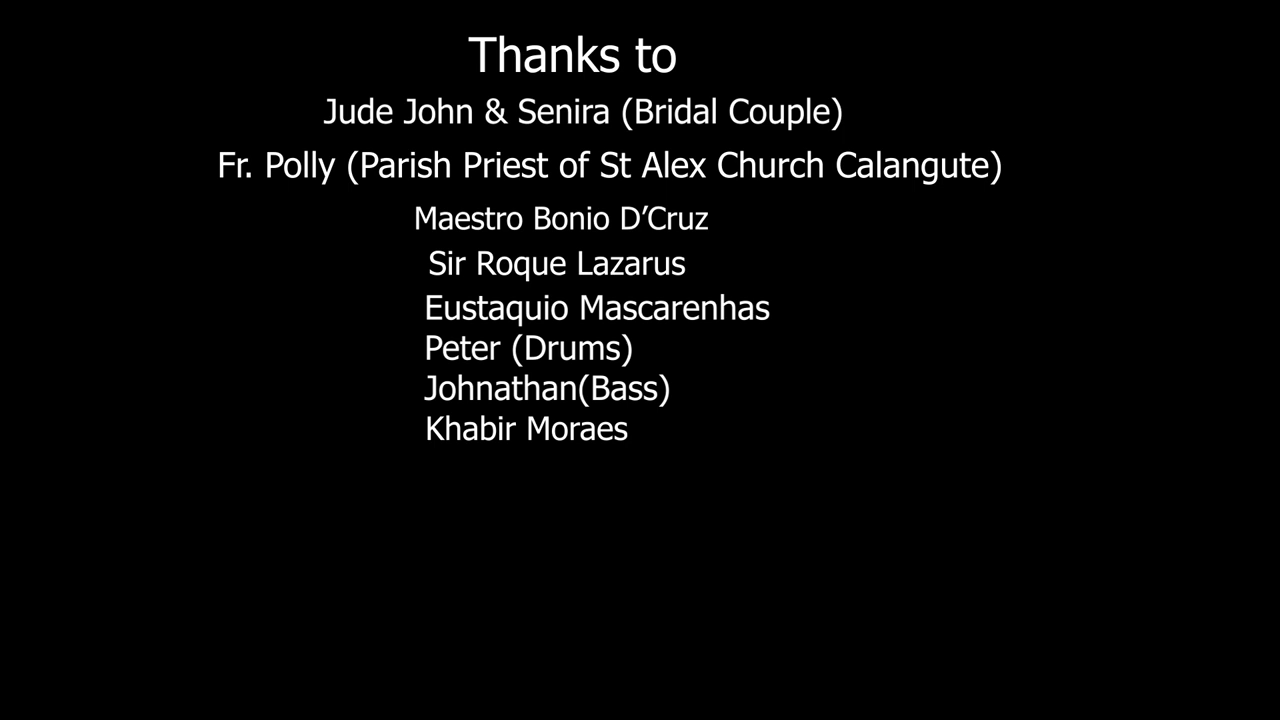 Thanks to
Jude John & Senira (Bridal Couple)
Fr. Polly (Parish Priest of St Alex Church Calangute)
Maestro Bonio D’Cruz
Sir Roque Lazarus
Eustaquio Mascarenhas
Peter (Drums)
Johnathan(Bass)
Khabir Moraes